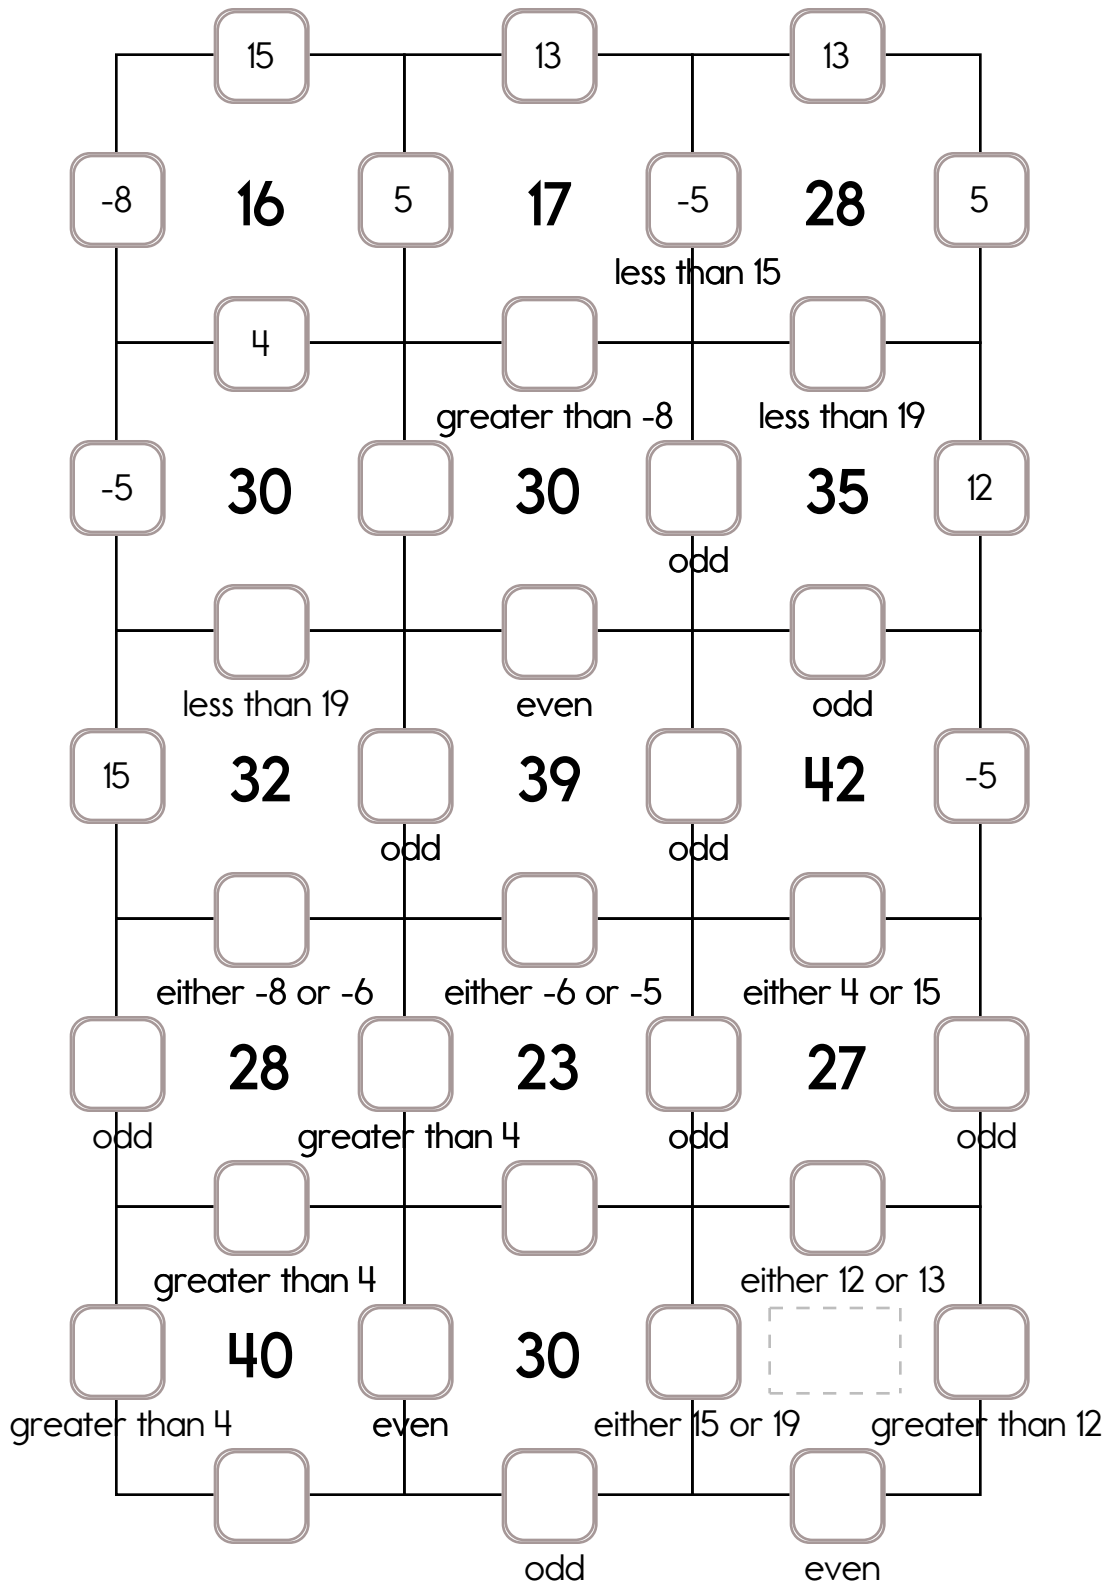 15 13 13
-8 16 5 17 -5 28 5
less than 15
4
greater than -8 less than 19
-5 30 30 35 12
odd
less than 19 even odd
15 32 39 42 -5
odd odd
either -8 or -6 either -6 or -5 either 4 or 15
28 23 27
odd greater than 4 odd odd
greater than 4 either 12 or 13
40 30
greater than 4 even either 15 or 19 greater than 12
odd even